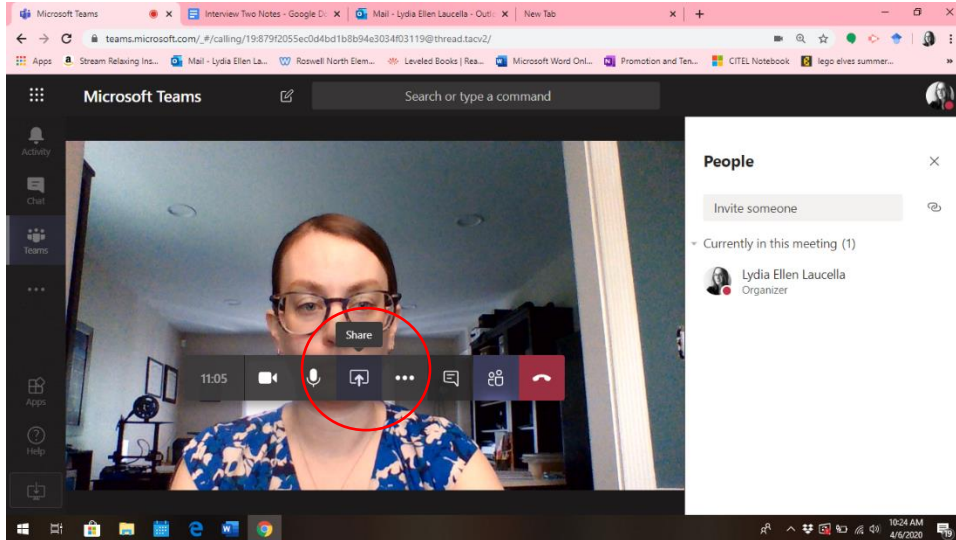 Microsoft Teams
Interview Two Notes - Google Do
Mail - Lydia Ellen Laucella - Outlo
New Tab
teams.microsoft.com/_#/calling/19:879f2055ec0d4bd1b8b94e3034f03119@thread.tacv2/
Apps
Stream Relaxing Ins...
Mail - Lydia Ellen La...
Roswell North Elem...
Leveled Books | Rea...
Microsoft Word Onl...
Promotion and Ten...
CITEL Notebook
lego elves summer...
Microsoft Teams
Search or type a command
Activity
Chat
Teams
Apps
Help
Share
11:05
People
Invite someone
Currently in this meeting (1)
Lydia Ellen Laucella
Organizer
10:24 AM
4/6/2020
19